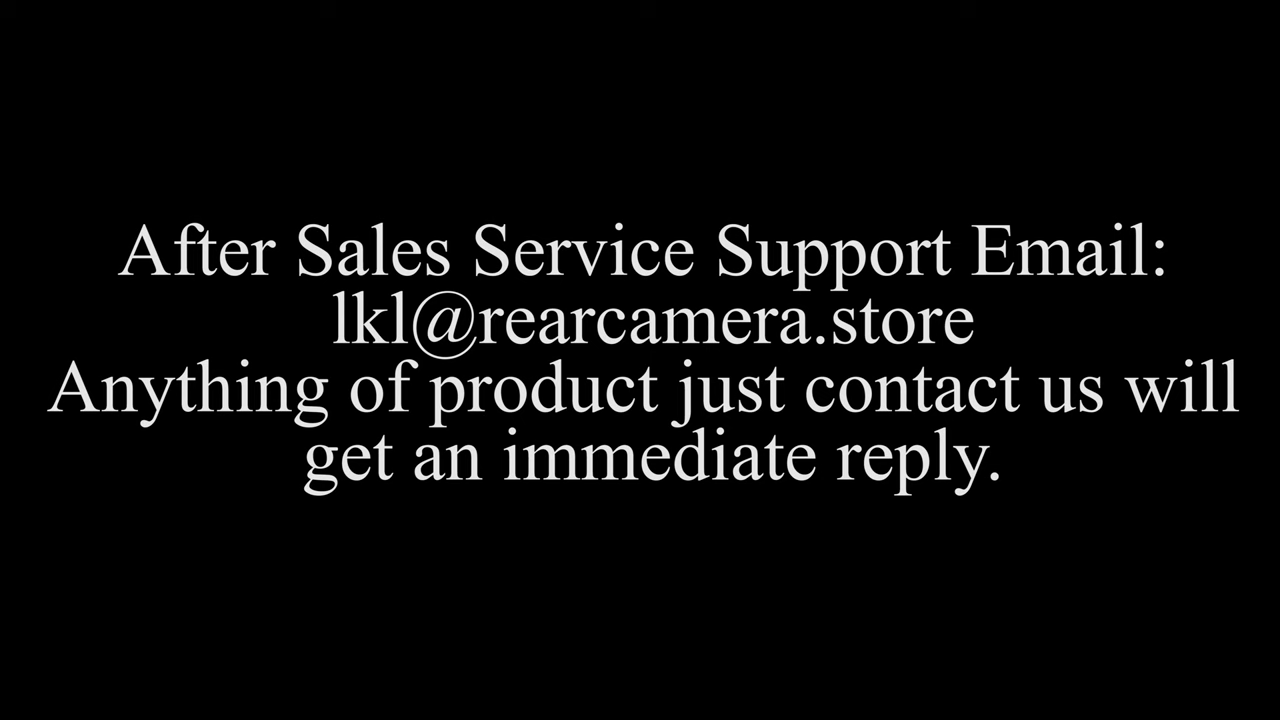 After Sales Service Support Email:
lkl@rearcamera.store
Anything of product just contact us will
get an immediate reply.